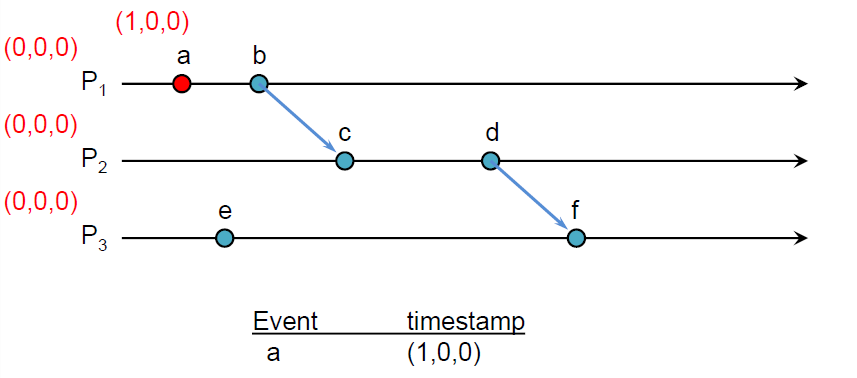 (1,0,0)
(0,0,0) a b
P1
(0,0,0) c d
P2
(0,0,0) e f
P3
Event timestamp
a (1,0,0)